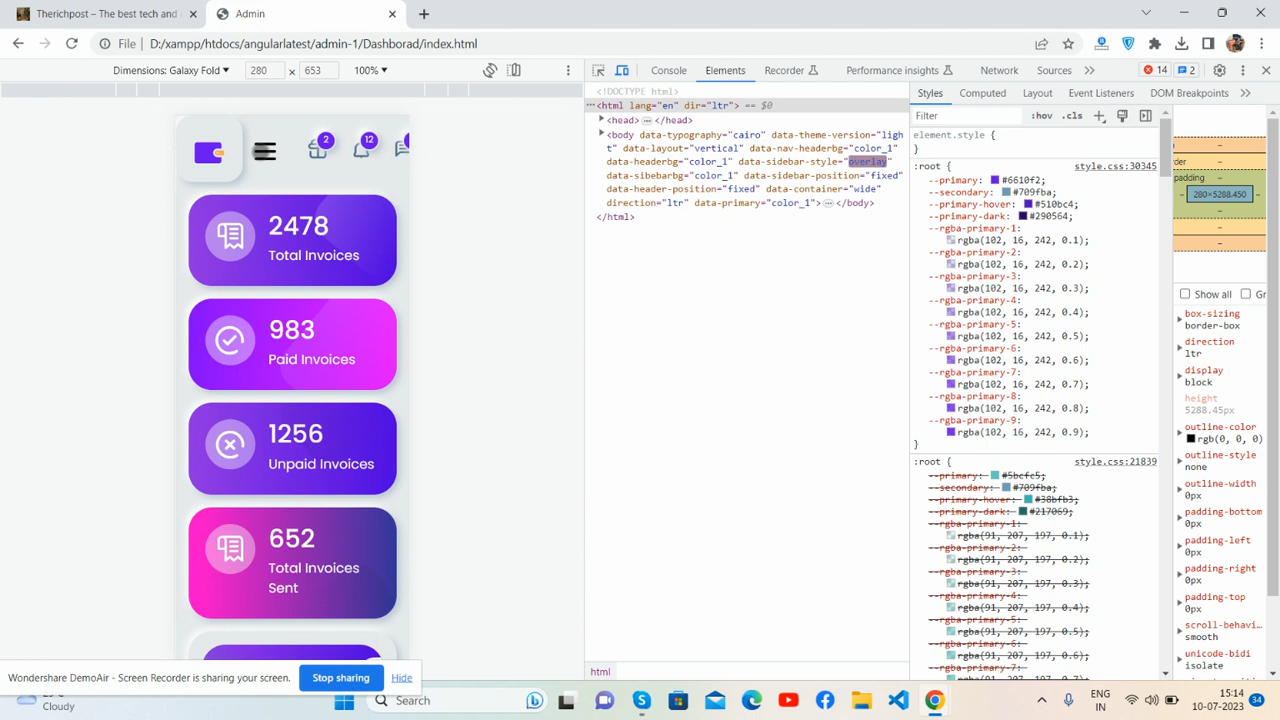 Therichpost - The best tech and
Admin
File
D:/xampp/htdocs/angularlatest/admin-1/Dashborad/index.html
Dimensions: Galaxy Fold
280
×
653
100%
Console
Elements
Recorder
Performance insights
Network
Sources
14
2
2
12
2478
Total Invoices
983
Paid Invoices
1256
Unpaid Invoices
652
Total Invoices
Sent
<!DOCTYPE html>
<html lang="en" dir="ltr"> == $0
<head> </head>
<body data-typography="cairo" data-theme-version="ligh
t" data-layout="vertical" data-nav-headerbg="color_1"
data-headerbg="color_1" data-sidebar-style="overlay"
data-sibebarbg="color_1" data-sidebar-position="fixed"
data-header-position="fixed" data-container="wide"
direction="ltr" data-primary="color_1"> </body>
</html>
html
Styles
Computed
Layout
Event Listeners
DOM Breakpoints
Filter
:hov
.cls
element.style {
}
:root {
style.css:30345
--primary: #6610f2;
--secondary: #709fba;
--primary-hover: #510bc4;
--primary-dark: #290564;
--rgba-primary-1:
rgba(102, 16, 242, 0.1);
--rgba-primary-2:
rgba(102, 16, 242, 0.2);
--rgba-primary-3:
rgba(102, 16, 242, 0.3);
--rgba-primary-4:
rgba(102, 16, 242, 0.4);
--rgba-primary-5:
rgba(102, 16, 242, 0.5);
--rgba-primary-6:
rgba(102, 16, 242, 0.6);
--rgba-primary-7:
rgba(102, 16, 242, 0.7);
--rgba-primary-8:
rgba(102, 16, 242, 0.8);
--rgba-primary-9:
rgba(102, 16, 242, 0.9);
}
:root {
style.css:21839
--primary: #5bcfc5;
--secondary: #709fba;
--primary-hover: #38bfb3;
--primary-dark: #217069;
--rgba-primary-1:
rgba(91, 207, 197, 0.1);
--rgba-primary-2:
rgba(91, 207, 197, 0.2);
--rgba-primary-3:
rgba(91, 207, 197, 0.3);
--rgba-primary-4:
rgba(91, 207, 197, 0.4);
--rgba-primary-5:
rgba(91, 207, 197, 0.5);
--rgba-primary-6:
rgba(91, 207, 197, 0.6);
--rgba-primary-7:
rder
padding
280×5288.450
Show all
Gr
box-sizing
border-box
direction
ltr
display
block
height
5288.45px
outline-color
rgb(0, 0, 0)
outline-style
none
outline-width
0px
padding-bottom
0px
padding-left
0px
padding-right
0px
padding-top
0px
scroll-behavi…
smooth
unicode-bidi
isolate
Wondershare DemoAir - Screen Recorder is sharing your screen.
Stop sharing
Hide
Cloudy
Search
ENG
IN
15:14
10-07-2023
34